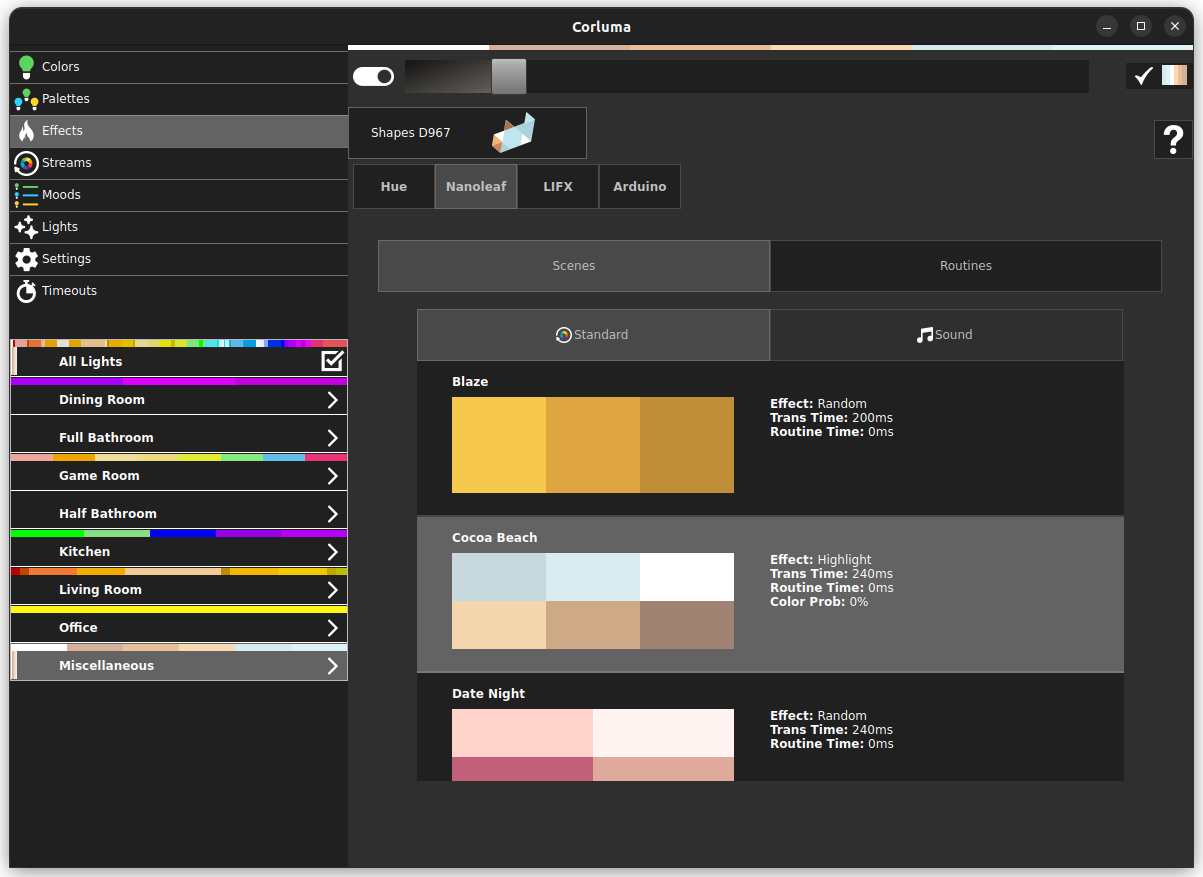 Corluma
Colors
Palettes
Effects
Streams
Moods
Lights
Settings
Timeouts
All Lights
Dining Room
Full Bathroom
Game Room
Half Bathroom
Kitchen
Living Room
Office
Miscellaneous
Shapes D967
?
Hue Nanoleaf LIFX Arduino
Scenes Routines
Standard Sound
Blaze
Effect: Random
Trans Time: 200ms
Routine Time: 0ms
Cocoa Beach
Effect: Highlight
Trans Time: 240ms
Routine Time: 0ms
Color Prob: 0%
Date Night
Effect: Random
Trans Time: 240ms
Routine Time: 0ms